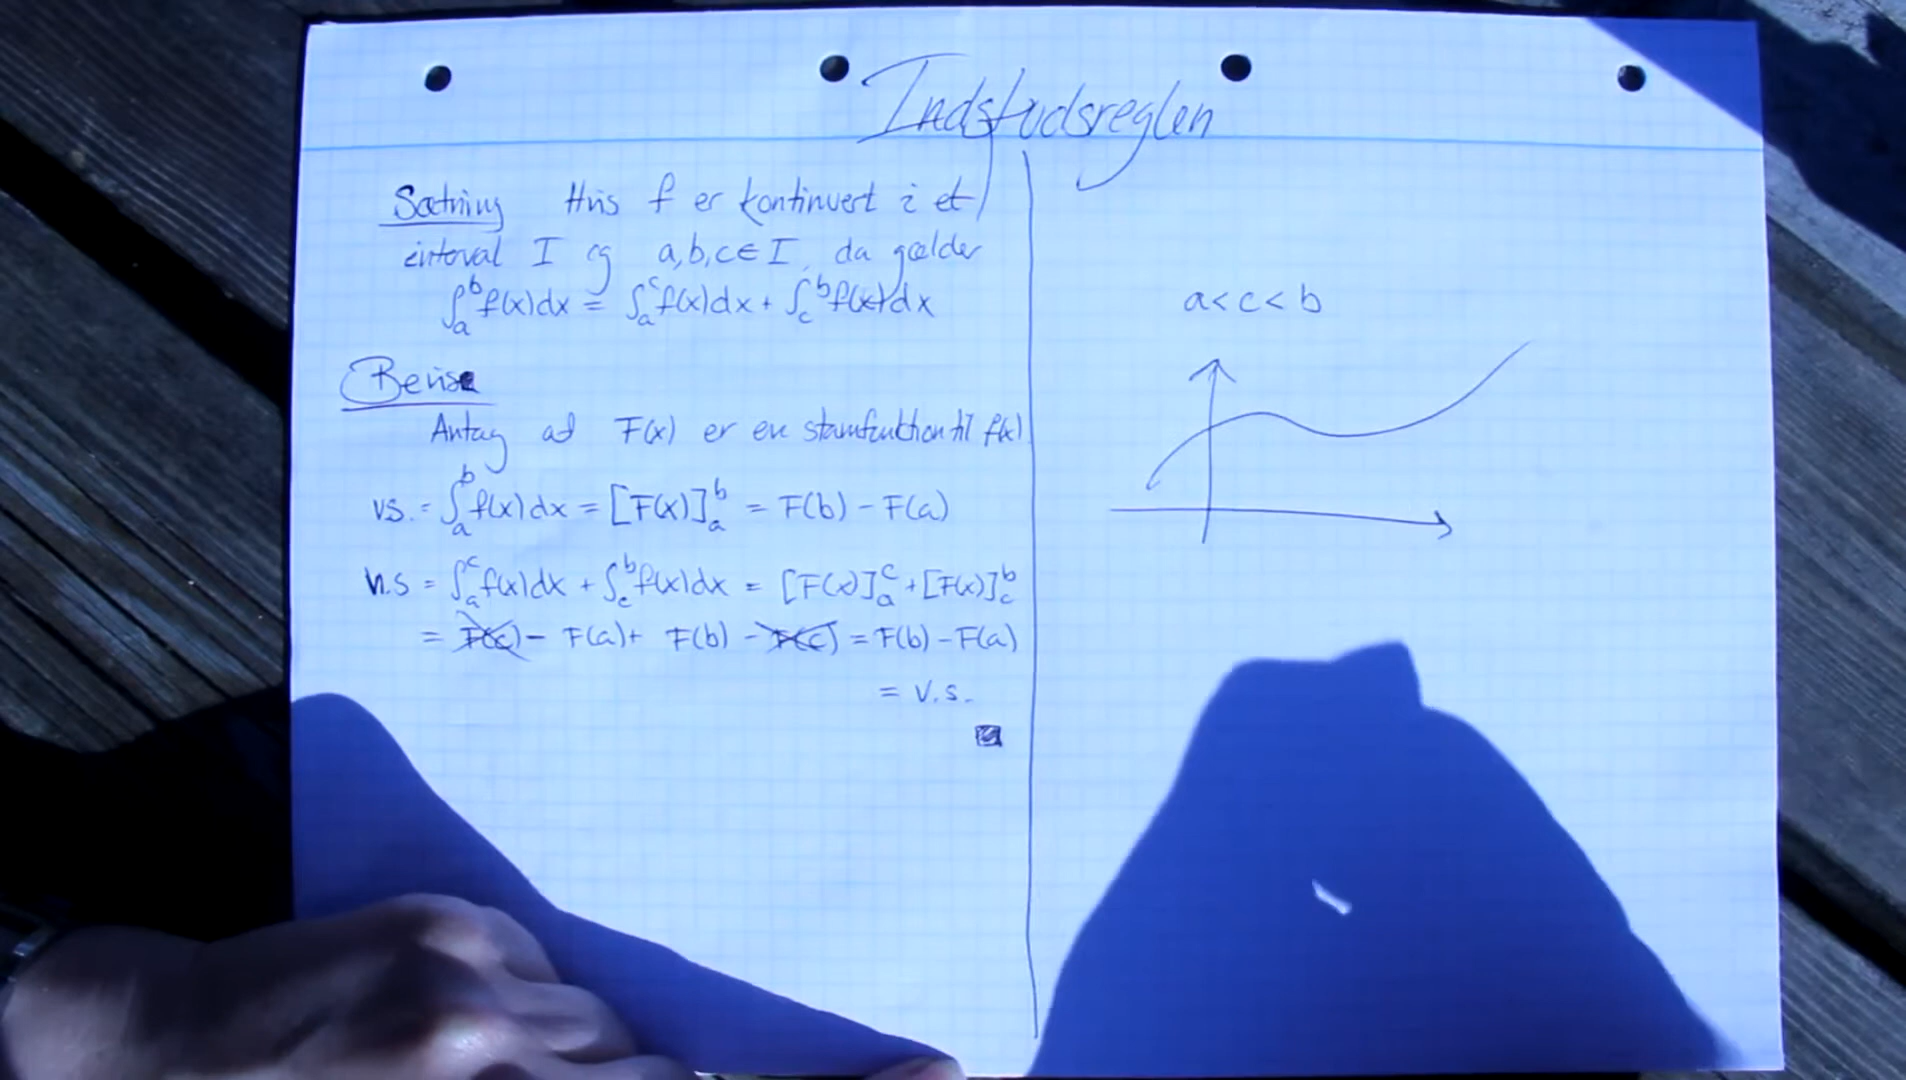 Indskudsreglen
Sætning Hvis f er kontinuert i et
interval I og a,b,c ∈ I, da gælder
∫_a^b f(x)dx = ∫_a^c f(x)dx + ∫_c^b f(x)dx
Bevis
Antag at F(x) er en stamfunktion til f(x)
v.s. = ∫_a^b f(x)dx = [F(x)]_a^b = F(b) - F(a)
h.s = ∫_a^c f(x)dx + ∫_c^b f(x)dx = [F(x)]_a^c + [F(x)]_c^b
= F(c) - F(a) + F(b) - F(c) = F(b) - F(a)
= v.s.
a < c < b